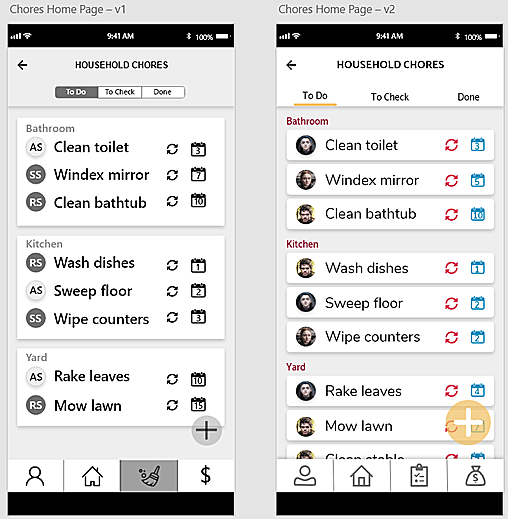 Chores Home Page – v1
9:41 AM
100%
HOUSEHOLD CHORES
To Do To Check Done
Bathroom
AS Clean toilet 3
SS Windex mirror 7
RS Clean bathtub 10
Kitchen
RS Wash dishes 1
AS Sweep floor 2
SS Wipe counters 3
Yard
AS Rake leaves 10
RS Mow lawn 15
+
$
Chores Home Page – v2
9:41 AM
100%
HOUSEHOLD CHORES
To Do To Check Done
Bathroom
Clean toilet 3
Windex mirror 5
Clean bathtub 10
Kitchen
Wash dishes 1
Sweep floor 2
Wipe counters 2
Yard
Rake leaves 4
Mow lawn 7
+
Clean stable
$